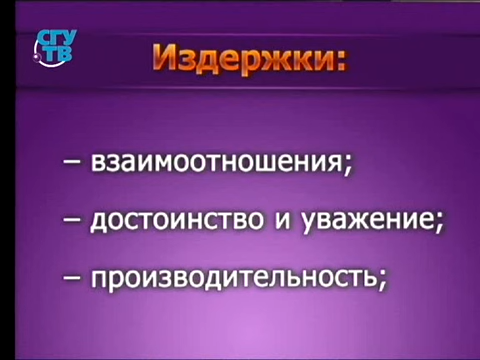 СГУ
ТВ
Издержки:
– взаимоотношения;
– достоинство и уважение;
– производительность;